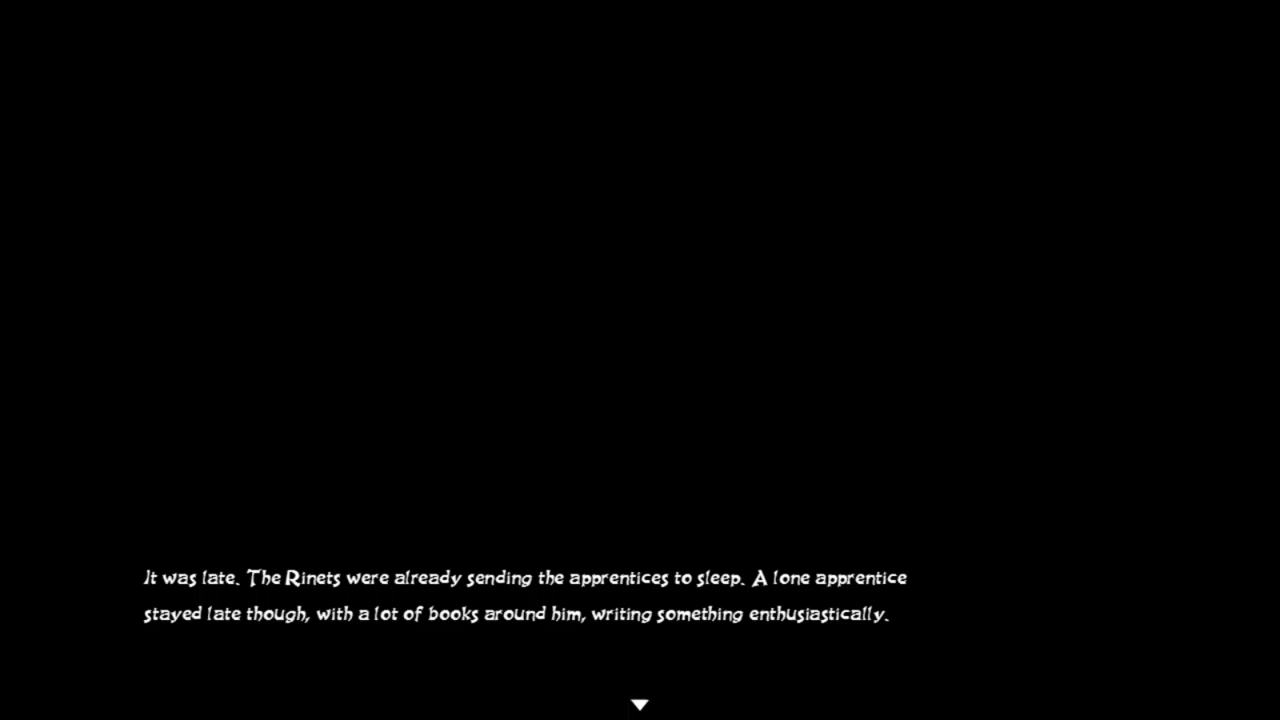 It was late. The Rinets were already sending the apprentices to sleep. A lone apprentice
stayed late though, with a lot of books around him, writing something enthusiastically.